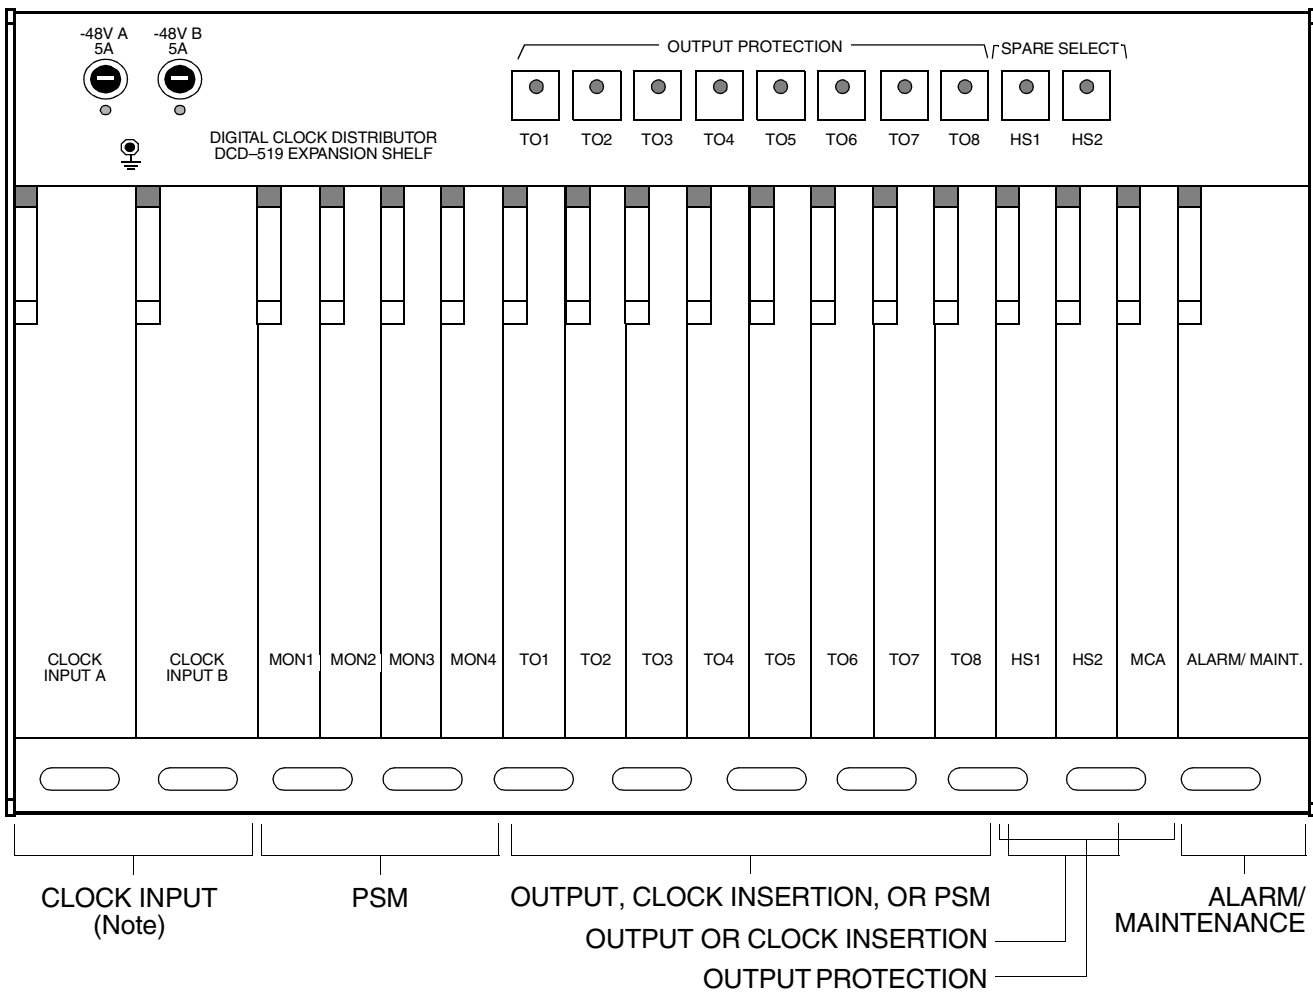 -48V A
5A
-48V B
5A
OUTPUT PROTECTION
SPARE SELECT
TO1 TO2 TO3 TO4 TO5 TO6 TO7 TO8 HS1 HS2
DIGITAL CLOCK DISTRIBUTOR
DCD–519 EXPANSION SHELF
CLOCK
INPUT A
CLOCK
INPUT B
MON1 MON2 MON3 MON4 TO1 TO2 TO3 TO4 TO5 TO6 TO7 TO8 HS1 HS2 MCA ALARM/ MAINT.
CLOCK INPUT
(Note)
PSM
OUTPUT, CLOCK INSERTION, OR PSM
OUTPUT OR CLOCK INSERTION
OUTPUT PROTECTION
ALARM/
MAINTENANCE